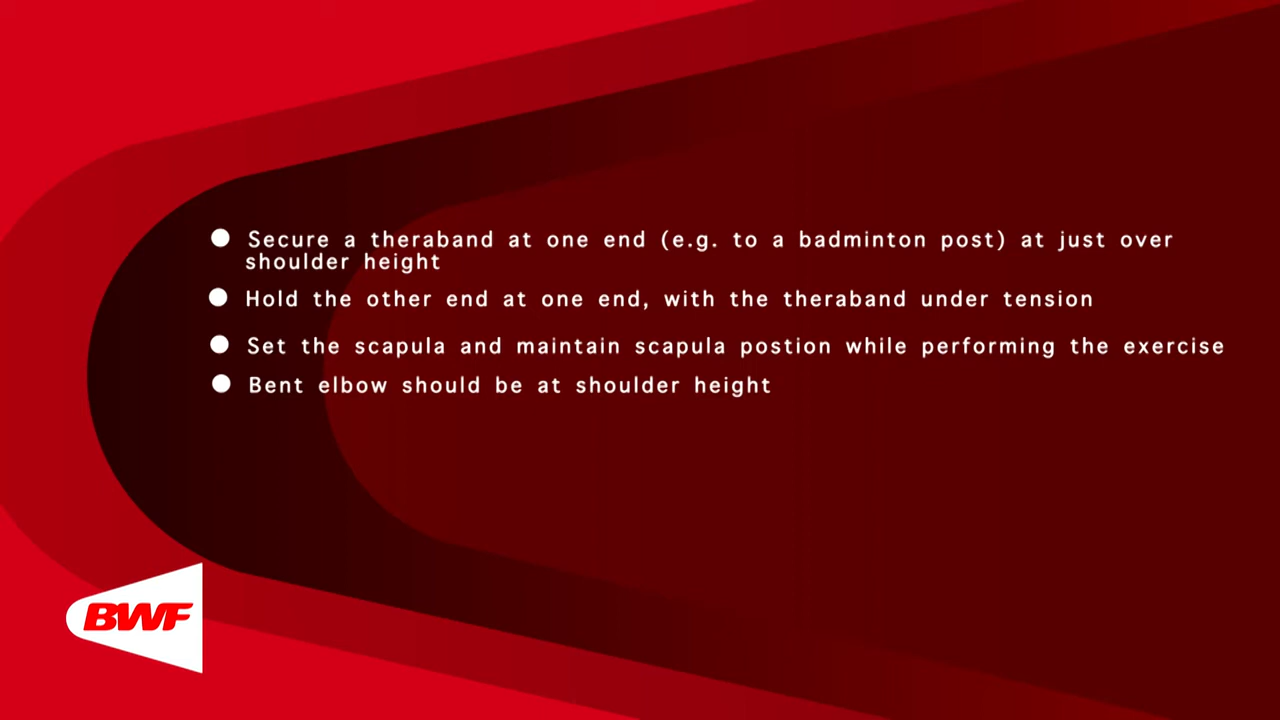 ● Secure a theraband at one end (e.g. to a badminton post) at just over
shoulder height
● Hold the other end at one end, with the theraband under tension
● Set the scapula and maintain scapula postion while performing the exercise
● Bent elbow should be at shoulder height
BWF